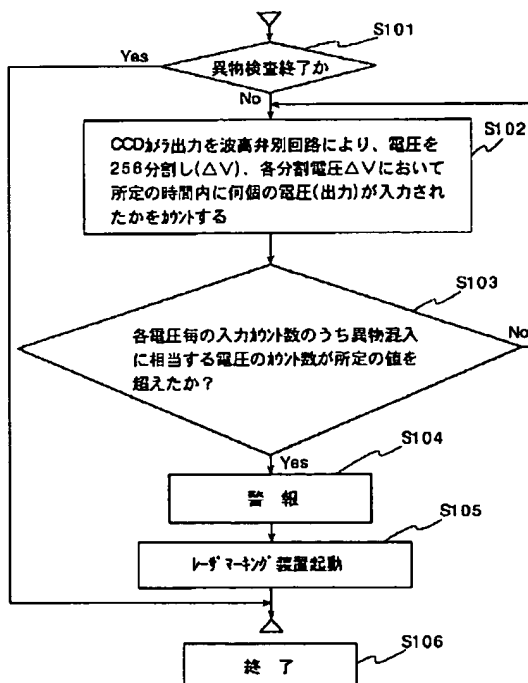 S101
Yes
異物検査終了か
No
S102
CCDカメラ出力を波高弁別回路により、電圧を
256分割し(△V)、各分割電圧△Vにおいて
所定の時間内に何個の電圧(出力)が入力され
たかをカウントする
S103
各電圧毎の入力カウント数のうち異物混入
に相当する電圧のカウント数が所定の値を
超えたか？
No
Yes
S104
警 報
S105
レーザマーキング装置起動
S106
終 了